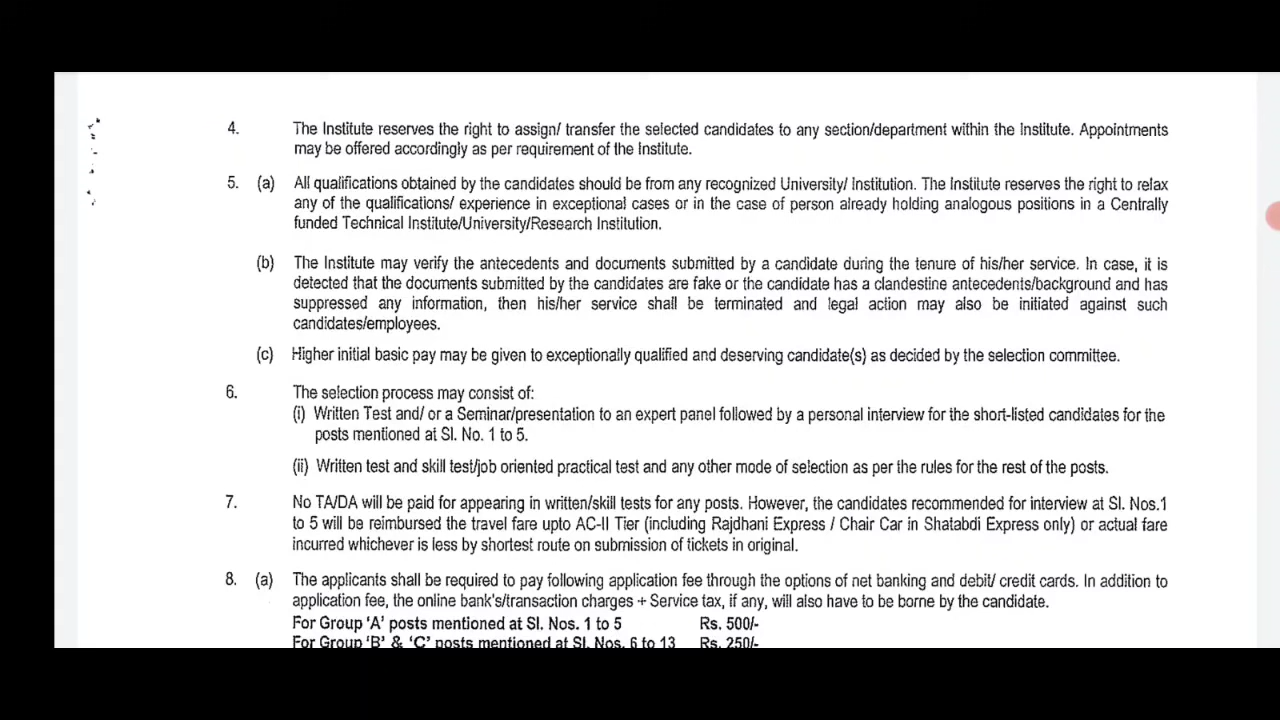 4. The Institute reserves the right to assign/ transfer the selected candidates to any section/department within the Institute. Appointments
may be offered accordingly as per requirement of the Institute.
5. (a) All qualifications obtained by the candidates should be from any recognized University/ Institution. The Institute reserves the right to relax
any of the qualifications/ experience in exceptional cases or in the case of person already holding analogous positions in a Centrally
funded Technical Institute/University/Research Institution.
(b) The Institute may verify the antecedents and documents submitted by a candidate during the tenure of his/her service. In case, it is
detected that the documents submitted by the candidates are fake or the candidate has a clandestine antecedents/background and has
suppressed any information, then his/her service shall be terminated and legal action may also be initiated against such
candidates/employees.
(c) Higher initial basic pay may be given to exceptionally qualified and deserving candidate(s) as decided by the selection committee.
6. The selection process may consist of:
(i) Written Test and/ or a Seminar/presentation to an expert panel followed by a personal interview for the short-listed candidates for the
posts mentioned at Sl. No. 1 to 5.
(ii) Written test and skill test/job oriented practical test and any other mode of selection as per the rules for the rest of the posts.
7. No TA/DA will be paid for appearing in written/skill tests for any posts. However, the candidates recommended for interview at Sl. Nos.1
to 5 will be reimbursed the travel fare upto AC-II Tier (including Rajdhani Express / Chair Car in Shatabdi Express only) or actual fare
incurred whichever is less by shortest route on submission of tickets in original.
8. (a) The applicants shall be required to pay following application fee through the options of net banking and debit/ credit cards. In addition to
application fee, the online bank's/transaction charges + Service tax, if any, will also have to be borne by the candidate.
For Group 'A' posts mentioned at Sl. Nos. 1 to 5 Rs. 500/-
For Group 'B' & 'C' posts mentioned at Sl. Nos. 6 to 13 Rs. 250/-